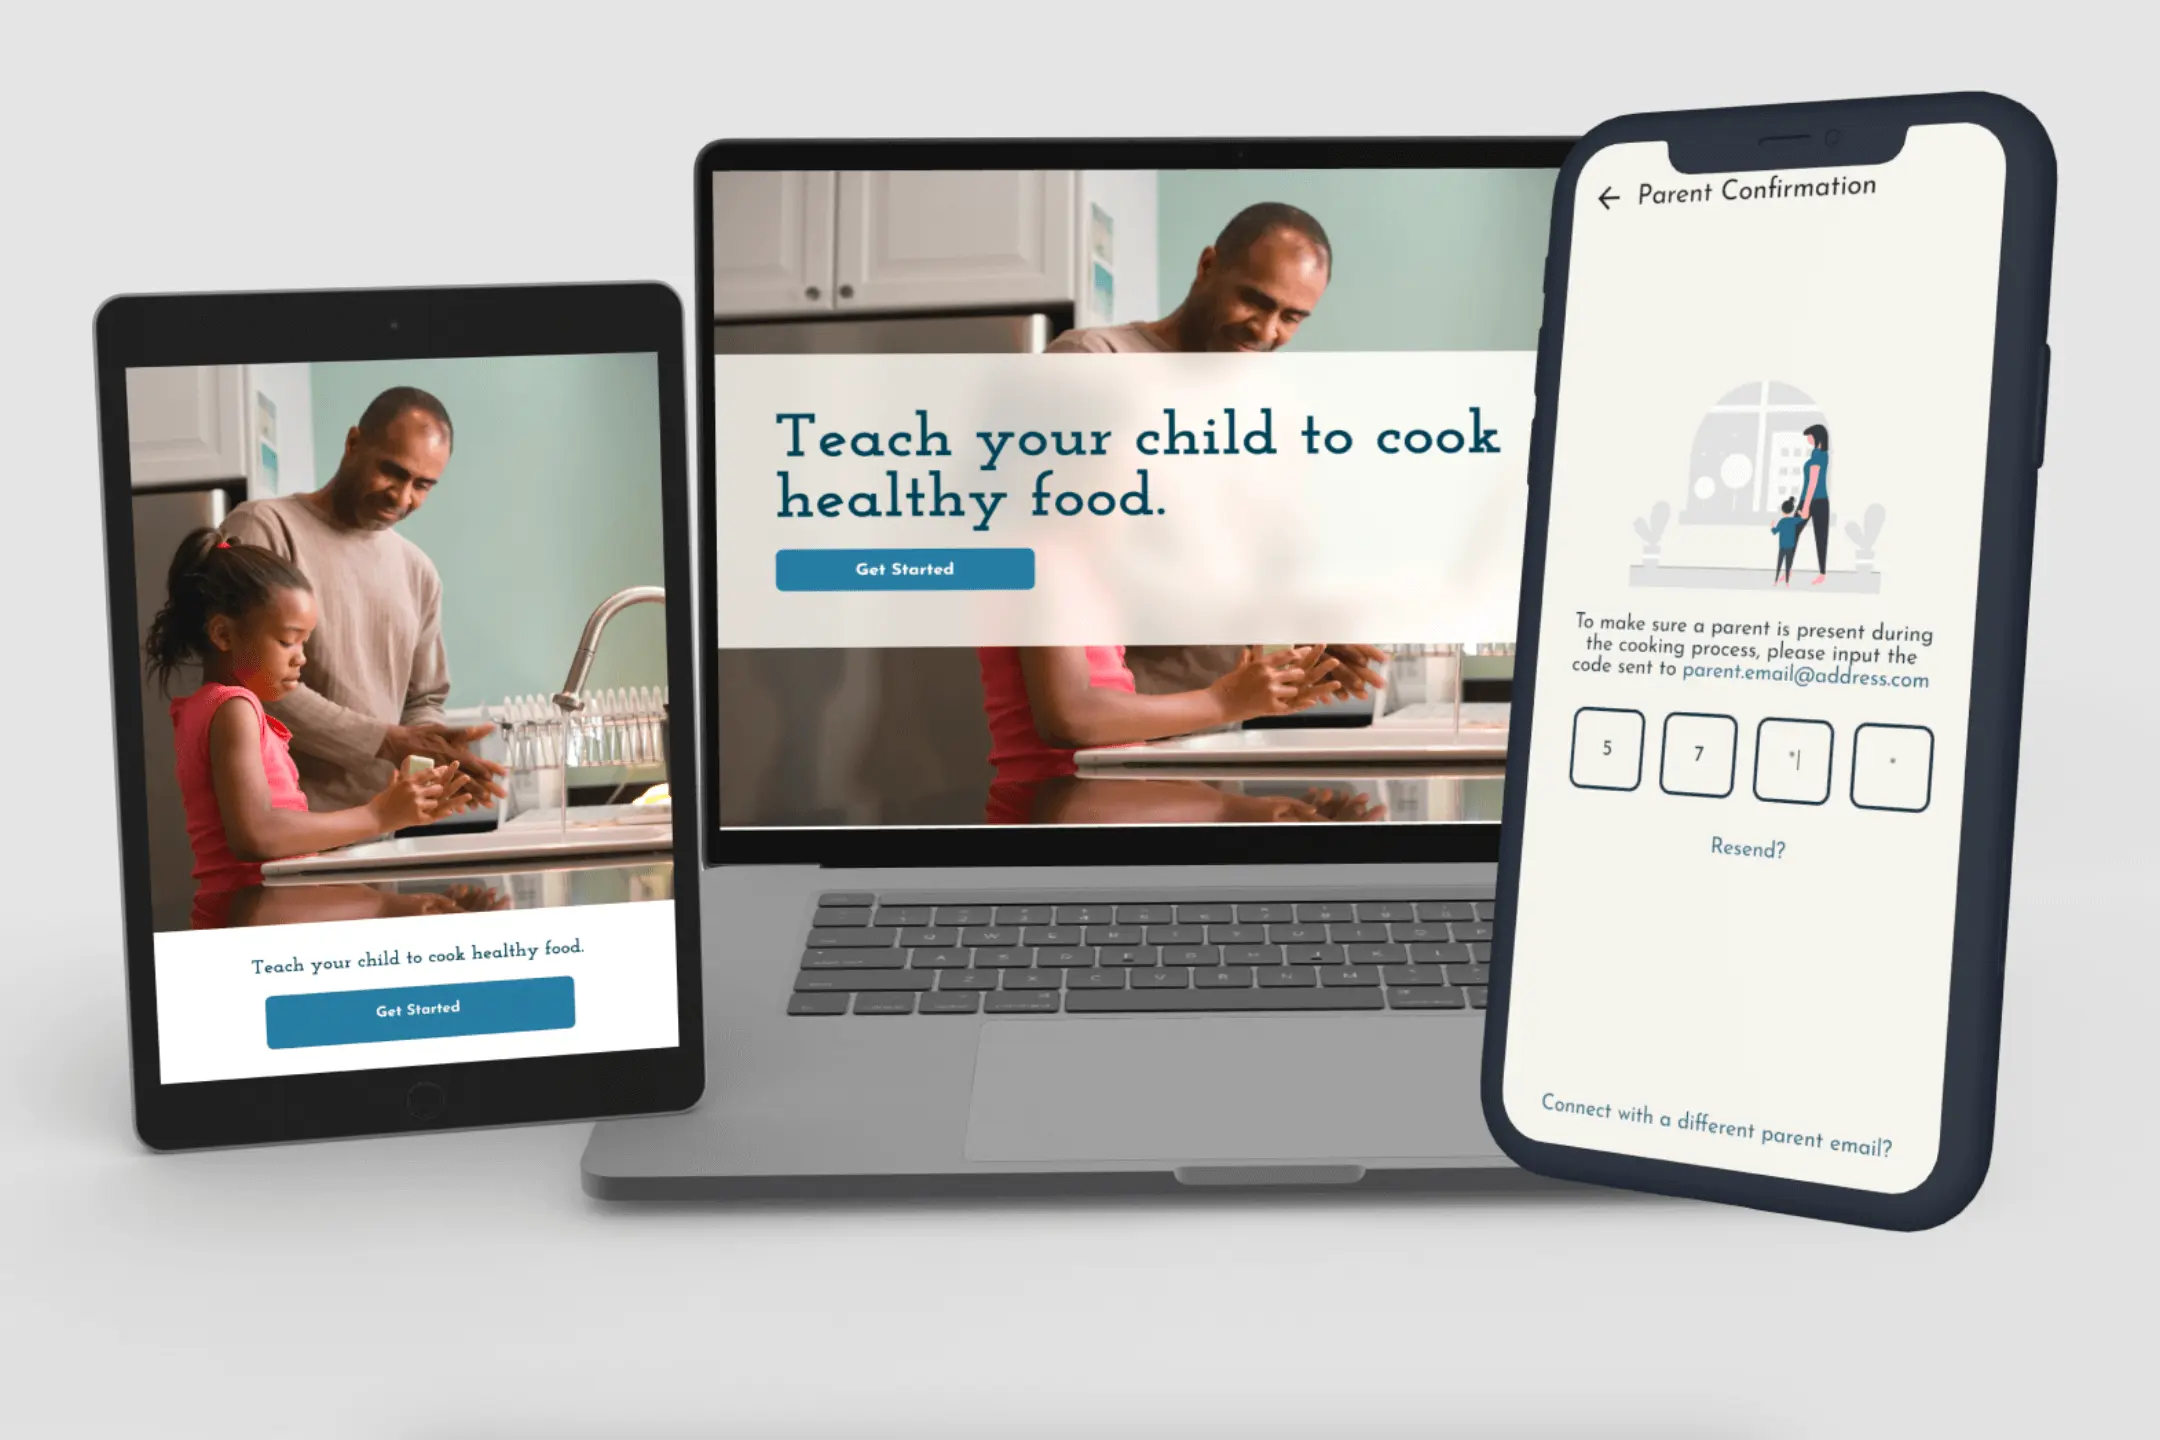 Teach your child to cook healthy food.
Get Started
Teach your child to cook
healthy food.
Get Started
Parent Confirmation
To make sure a parent is present during
the cooking process, please input the
code sent to parent.email@address.com
5 7 * *
Resend?
Connect with a different parent email?